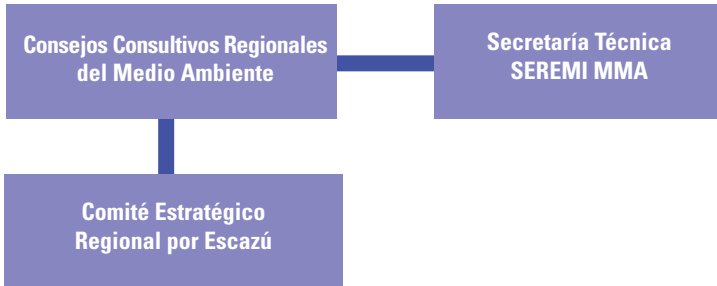 Consejos Consultivos Regionales
del Medio Ambiente
Secretaría Técnica
SEREMI MMA
Comité Estratégico
Regional por Escazú